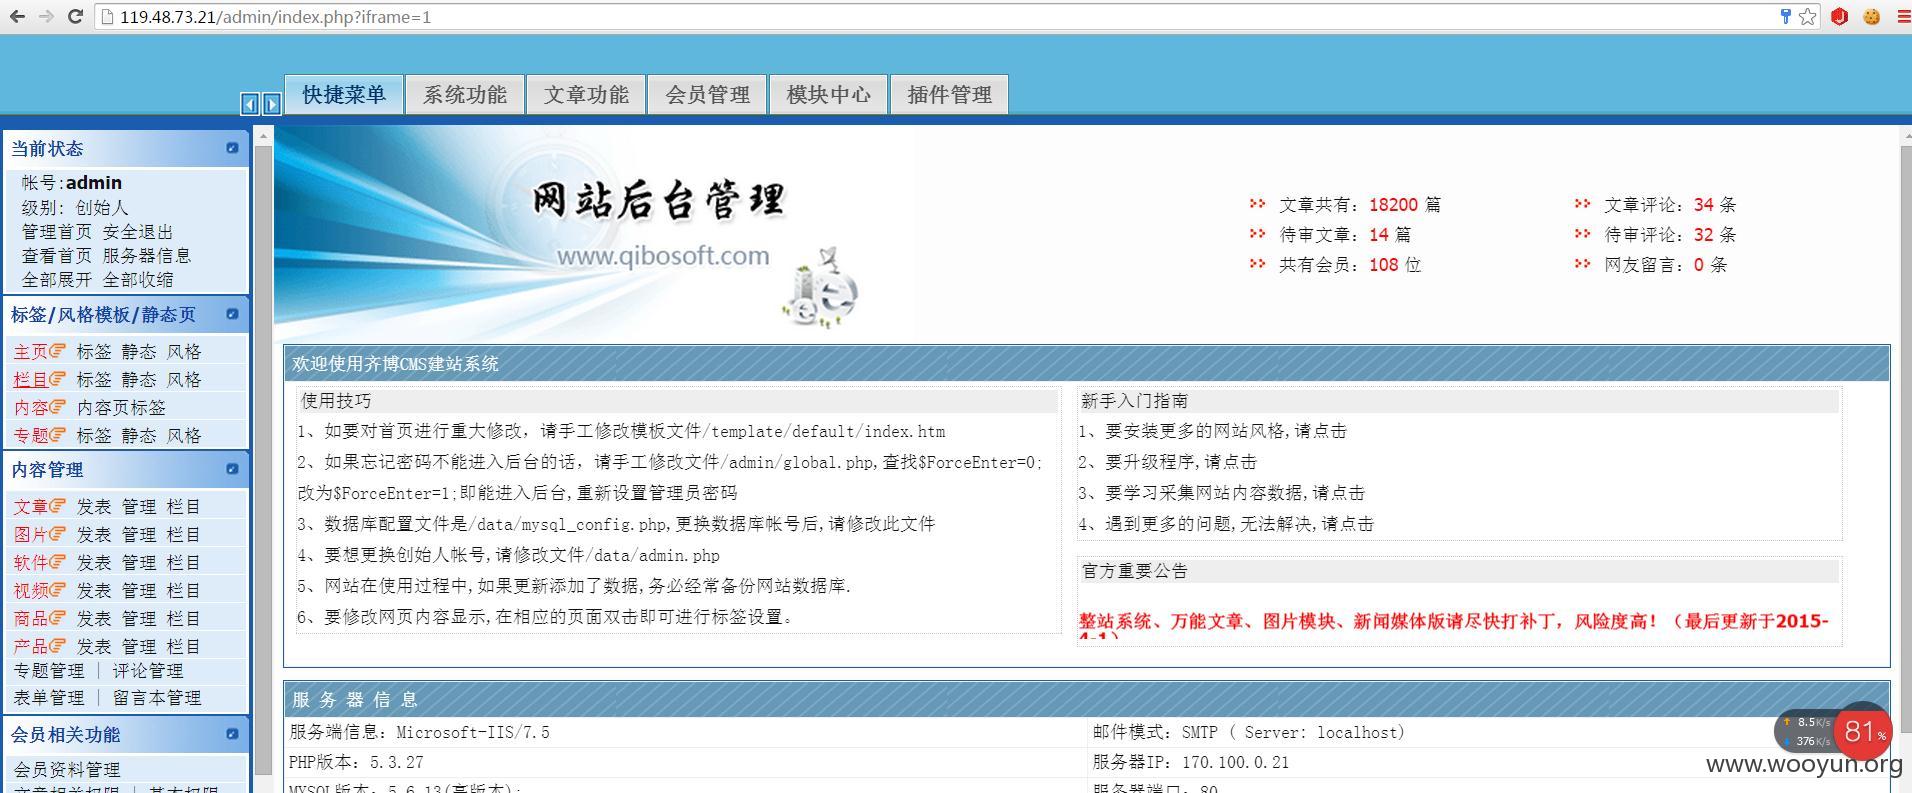 119.48.73.21/admin/index.php?iframe=1
快捷菜单 系统功能 文章功能 会员管理 模块中心 插件管理
当前状态
帐号:admin
级别: 创始人
管理首页 安全退出
查看首页 服务器信息
全部展开 全部收缩
标签/风格模板/静态页
主页 标签 静态 风格
栏目 标签 静态 风格
内容 内容页标签
专题 标签 静态 风格
内容管理
文章 发表 管理 栏目
图片 发表 管理 栏目
软件 发表 管理 栏目
视频 发表 管理 栏目
商品 发表 管理 栏目
产品 发表 管理 栏目
专题管理 | 评论管理
表单管理 | 留言本管理
会员相关功能
会员资料管理
文章相关权限 | 基本权限
网站后台管理
www.qibosoft.com
文章共有: 18200 篇 文章评论: 34 条
待审文章: 14 篇 待审评论: 32 条
共有会员: 108 位 网友留言: 0 条
欢迎使用齐博CMS建站系统
使用技巧
1、如要对首页进行重大修改，请手工修改模板文件/template/default/index.htm
2、如果忘记密码不能进入后台的话，请手工修改文件/admin/global.php,查找$ForceEnter=0;
改为$ForceEnter=1;即能进入后台,重新设置管理员密码
3、数据库配置文件是/data/mysql_config.php,更换数据库帐号后,请修改此文件
4、要想更换创始人帐号,请修改文件/data/admin.php
5、网站在使用过程中,如果更新添加了数据,务必经常备份网站数据库.
6、要修改网页内容显示,在相应的页面双击即可进行标签设置。
新手入门指南
1、要安装更多的网站风格,请点击
2、要升级程序,请点击
3、要学习采集网站内容数据,请点击
4、遇到更多的问题,无法解决,请点击
官方重要公告
整站系统、万能文章、图片模块、新闻媒体版请尽快打补丁，风险度高！（最后更新于2015-
4-1）
服 务 器 信 息
服务端信息: Microsoft-IIS/7.5 邮件模式: SMTP ( Server: localhost)
PHP版本: 5.3.27 服务器IP: 170.100.0.21
MYSQL版本: 5.6.13(高版本); 服务器端口: 80
8.5K/s
376K/s
81%
www.wooyun.org